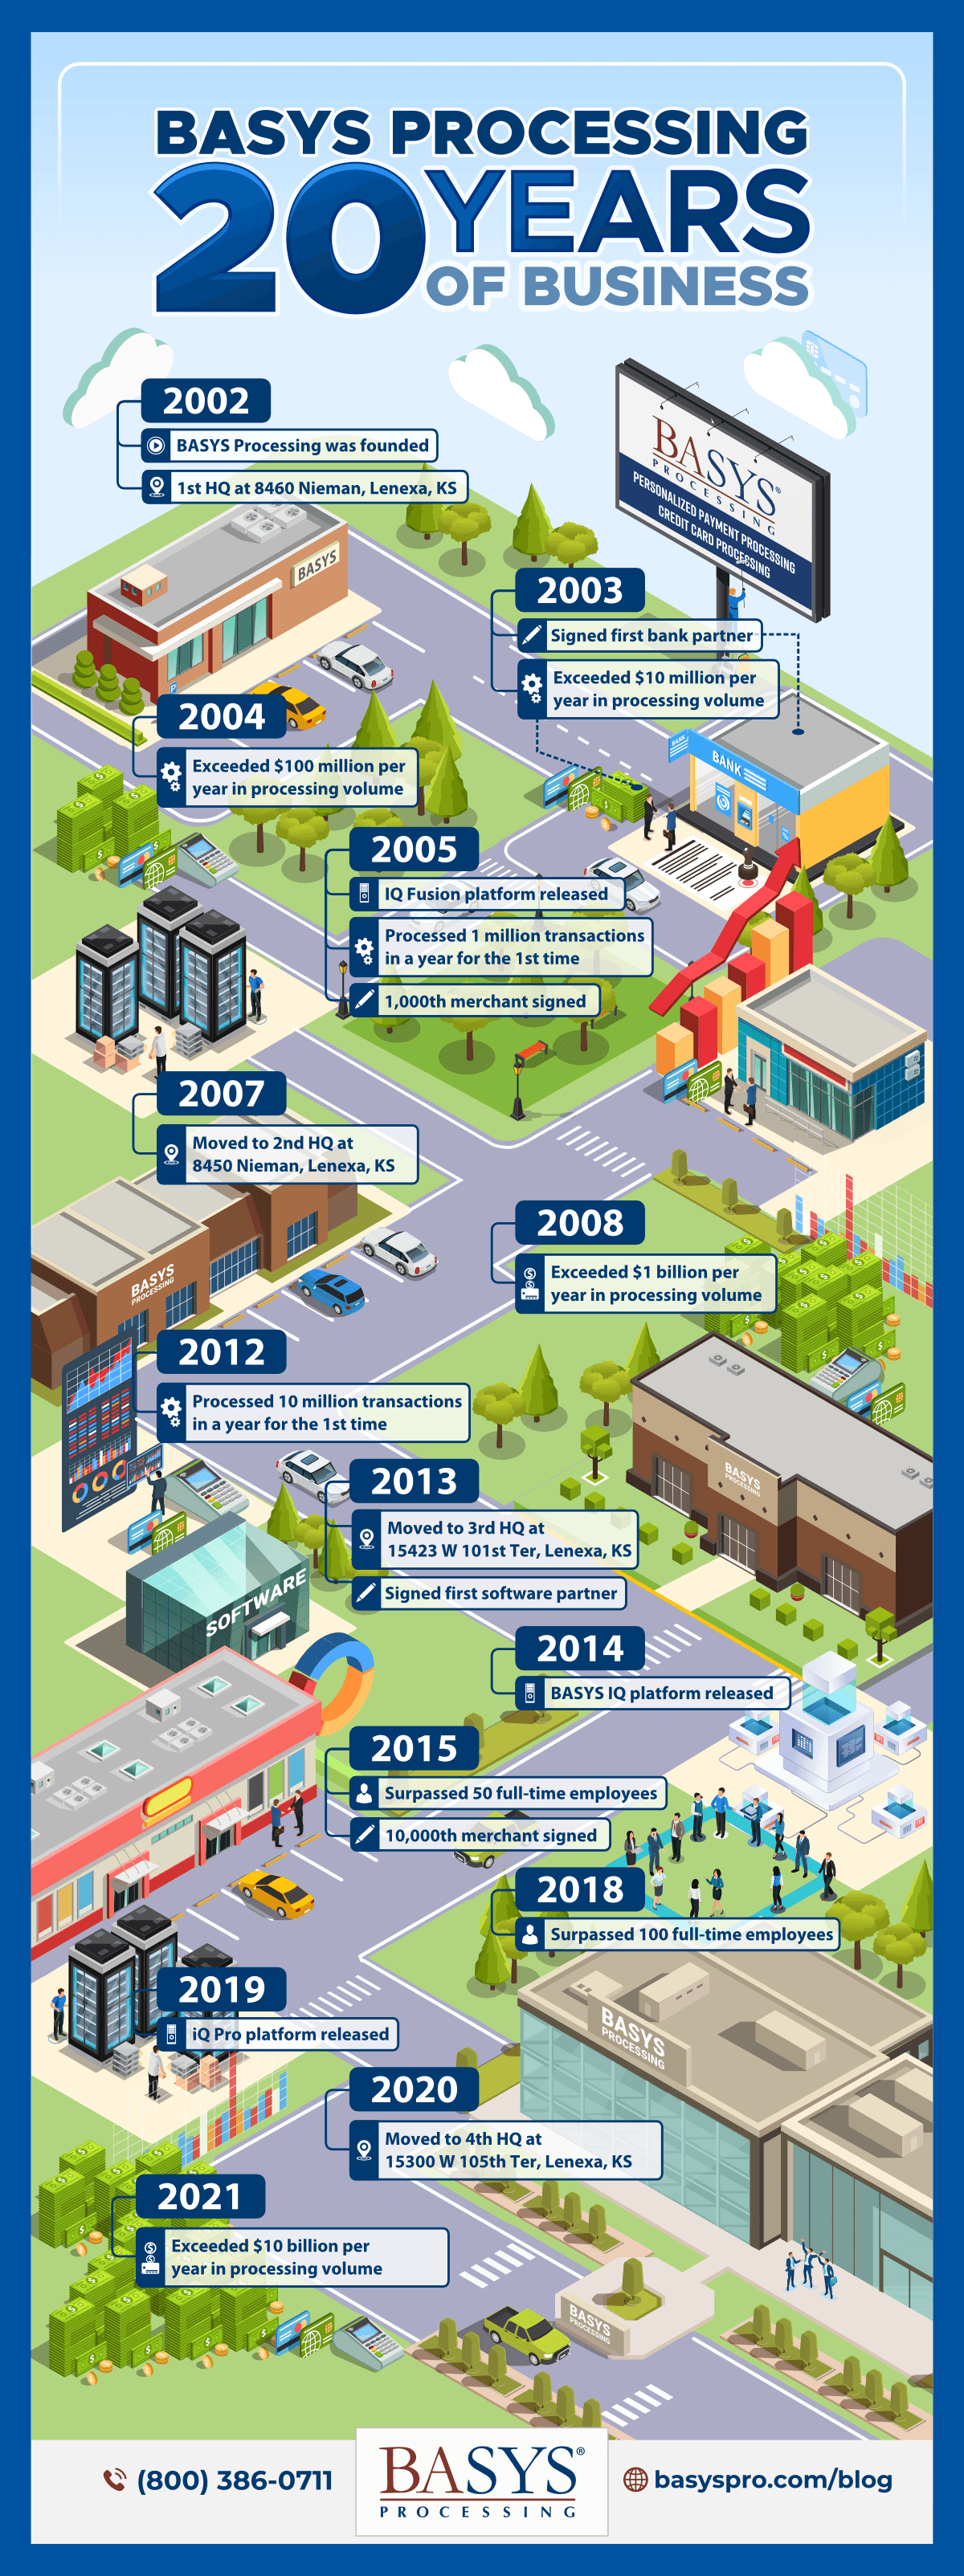 BASYS PROCESSING
20 YEARS
OF BUSINESS
2002
BASYS Processing was founded
1st HQ at 8460 Nieman, Lenexa, KS
BASYS®
PROCESSING
PERSONALIZED PAYMENT PROCESSING
CREDIT CARD PROCESSING
BASYS
2003
Signed first bank partner
Exceeded $10 million per
year in processing volume
2004
Exceeded $100 million per
year in processing volume
BANK
BANK
2005
IQ Fusion platform released
Processed 1 million transactions
in a year for the 1st time
1,000th merchant signed
2007
Moved to 2nd HQ at
8450 Nieman, Lenexa, KS
BASYS
PROCESSING
2008
Exceeded $1 billion per
year in processing volume
2012
Processed 10 million transactions
in a year for the 1st time
BASYS
PROCESSING
2013
Moved to 3rd HQ at
15423 W 101st Ter, Lenexa, KS
Signed first software partner
SOFTWARE
2014
BASYS IQ platform released
2015
Surpassed 50 full-time employees
10,000th merchant signed
2018
Surpassed 100 full-time employees
2019
iQ Pro platform released
BASYS
PROCESSING
2020
Moved to 4th HQ at
15300 W 105th Ter, Lenexa, KS
2021
Exceeded $10 billion per
year in processing volume
BASYS
PROCESSING
(800) 386-0711
BASYS®
PROCESSING
basyspro.com/blog